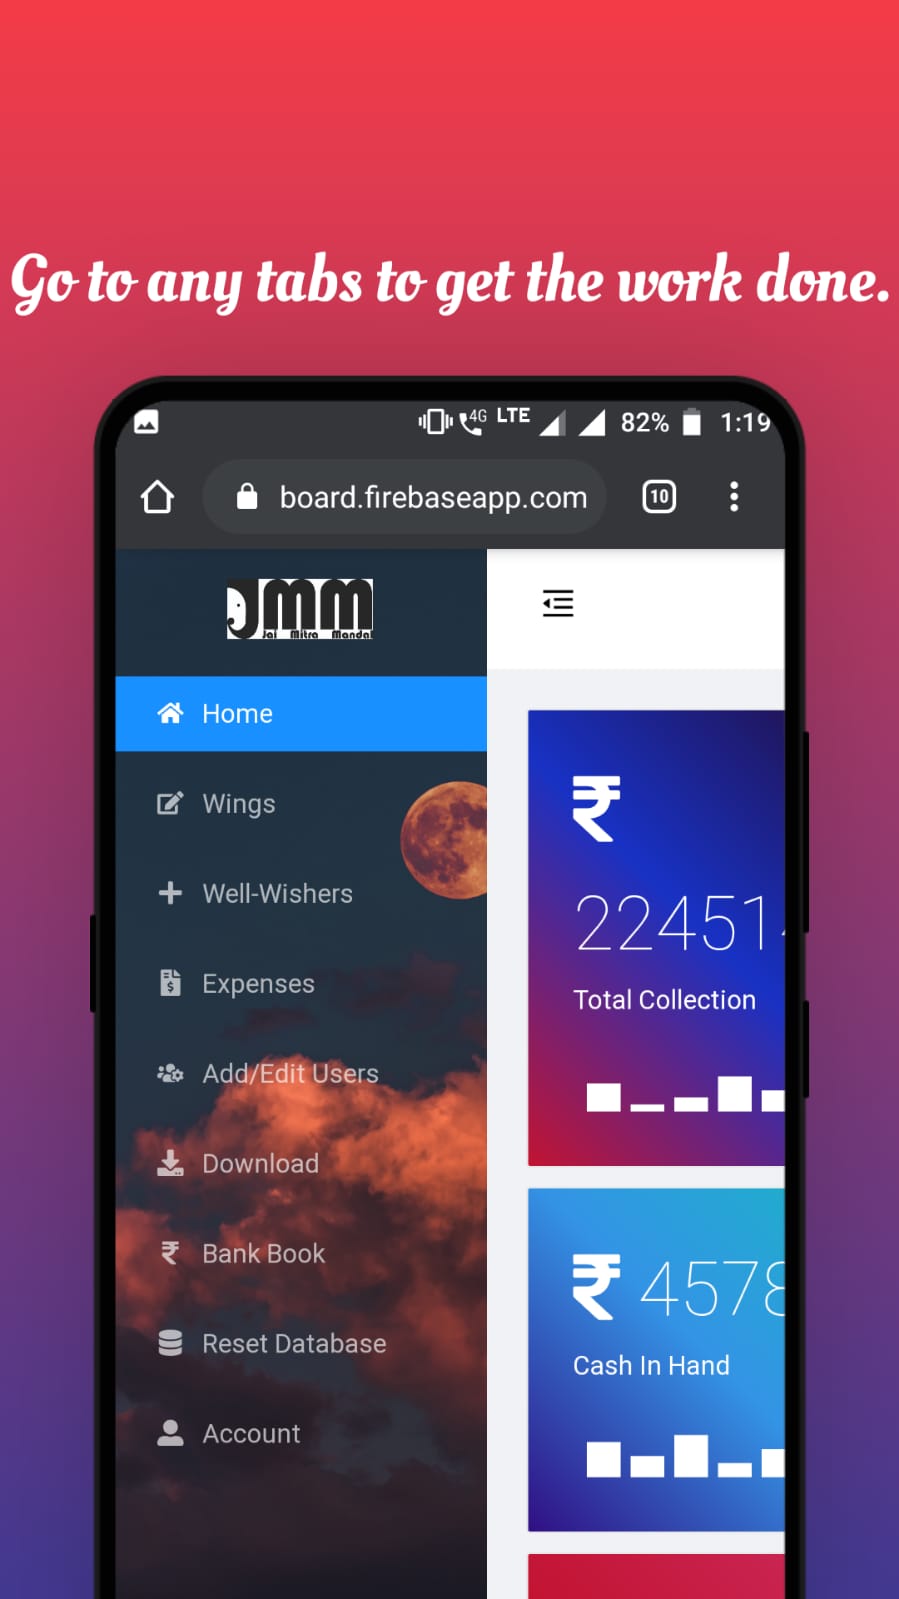 Go to any tabs to get the work done.
4G LTE 82% 1:19
board.firebaseapp.com 10
JMM
Jai Mitra Mandal
Home
Wings
Well-Wishers
Expenses
Add/Edit Users
Download
Bank Book
Reset Database
Account
₹
22451
Total Collection
₹ 4578
Cash In Hand